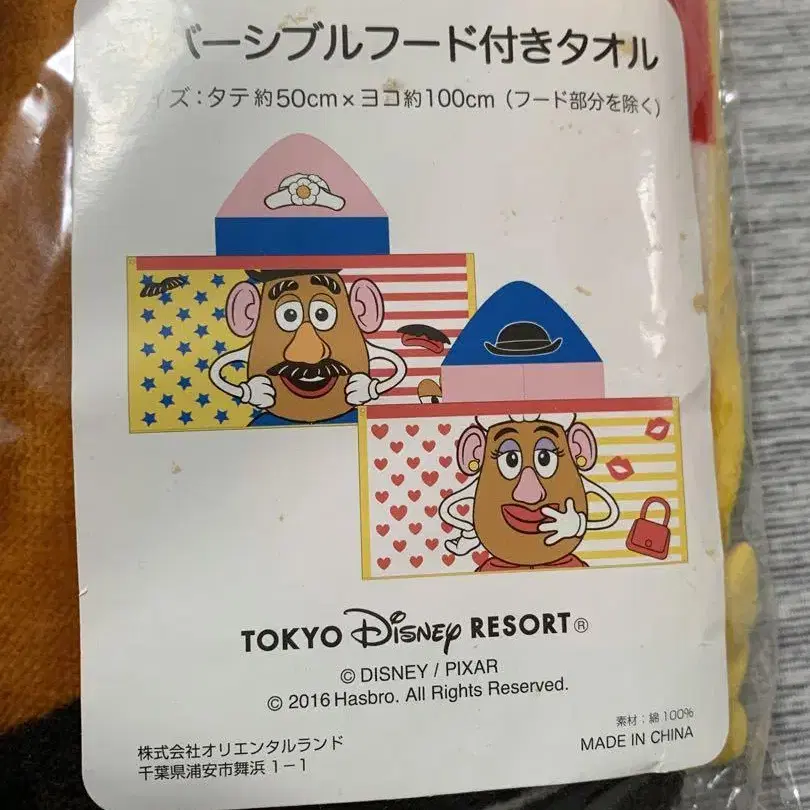 バーシブルフード付きタオル
イズ：タテ約50cm×ヨコ約100cm（フード部分を除く）
TOKYO Disney RESORT®
© DISNEY / PIXAR
© 2016 Hasbro. All Rights Reserved.
素材：綿100%
MADE IN CHINA
株式会社オリエンタルランド
千葉県浦安市舞浜1－1